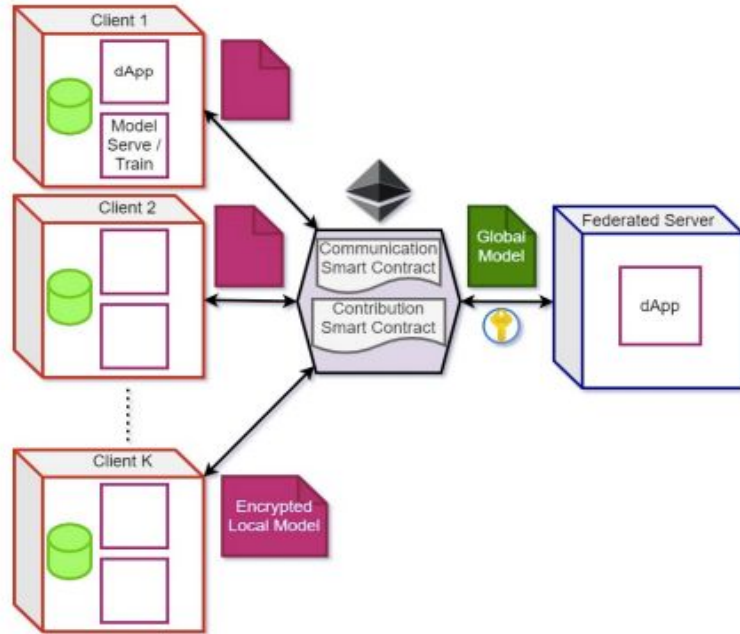 Client 1
dApp
Model
Serve /
Train
Client 2
Communication
Smart Contract
Contribution
Smart Contract
Global
Model
Federated Server
dApp
Client K
Encrypted
Local Model